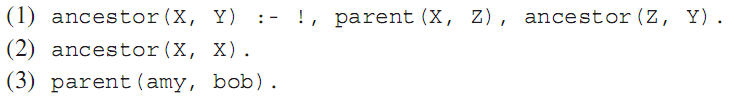 (1) ancestor(X, Y) :- !, parent(X, Z), ancestor(Z, Y).
(2) ancestor(X, X).
(3) parent(amy, bob).